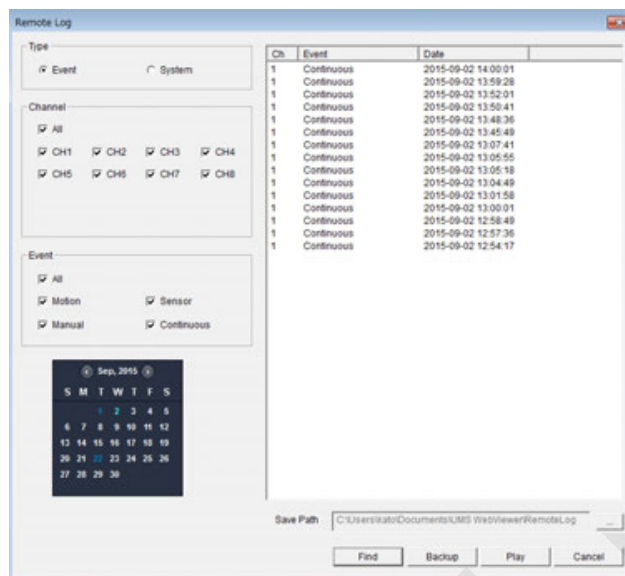 Remote Log
Type
Event System
Channel
All
CH1 CH2 CH3 CH4
CH5 CH6 CH7 CH8
Event
All
Motion Sensor
Manual Continuous
Sep, 2015
S M T W T F S
1 2 3 4 5
6 7 8 9 10 11 12
13 14 15 16 17 18 19
20 21 22 23 24 25 26
27 28 29 30
Ch Event Date
1 Continuous 2015-09-02 14:00:01
1 Continuous 2015-09-02 13:59:28
1 Continuous 2015-09-02 13:52:01
1 Continuous 2015-09-02 13:50:41
1 Continuous 2015-09-02 13:48:36
1 Continuous 2015-09-02 13:45:49
1 Continuous 2015-09-02 13:07:41
1 Continuous 2015-09-02 13:05:55
1 Continuous 2015-09-02 13:05:18
1 Continuous 2015-09-02 13:04:49
1 Continuous 2015-09-02 13:01:58
1 Continuous 2015-09-02 13:00:01
1 Continuous 2015-09-02 12:58:49
1 Continuous 2015-09-02 12:57:36
1 Continuous 2015-09-02 12:54:17
Save Path C:\Users\kato\Documents\UMS WebViewer\RemoteLog ...
Find Backup Play Cancel